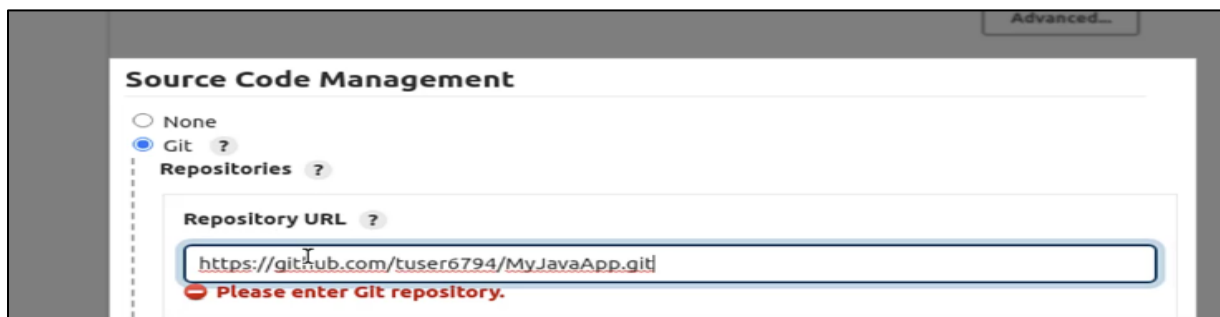 Advanced...
Source Code Management
None
Git ?
Repositories ?
Repository URL ?
https://github.com/tuser6794/MyJavaApp.git
Please enter Git repository.